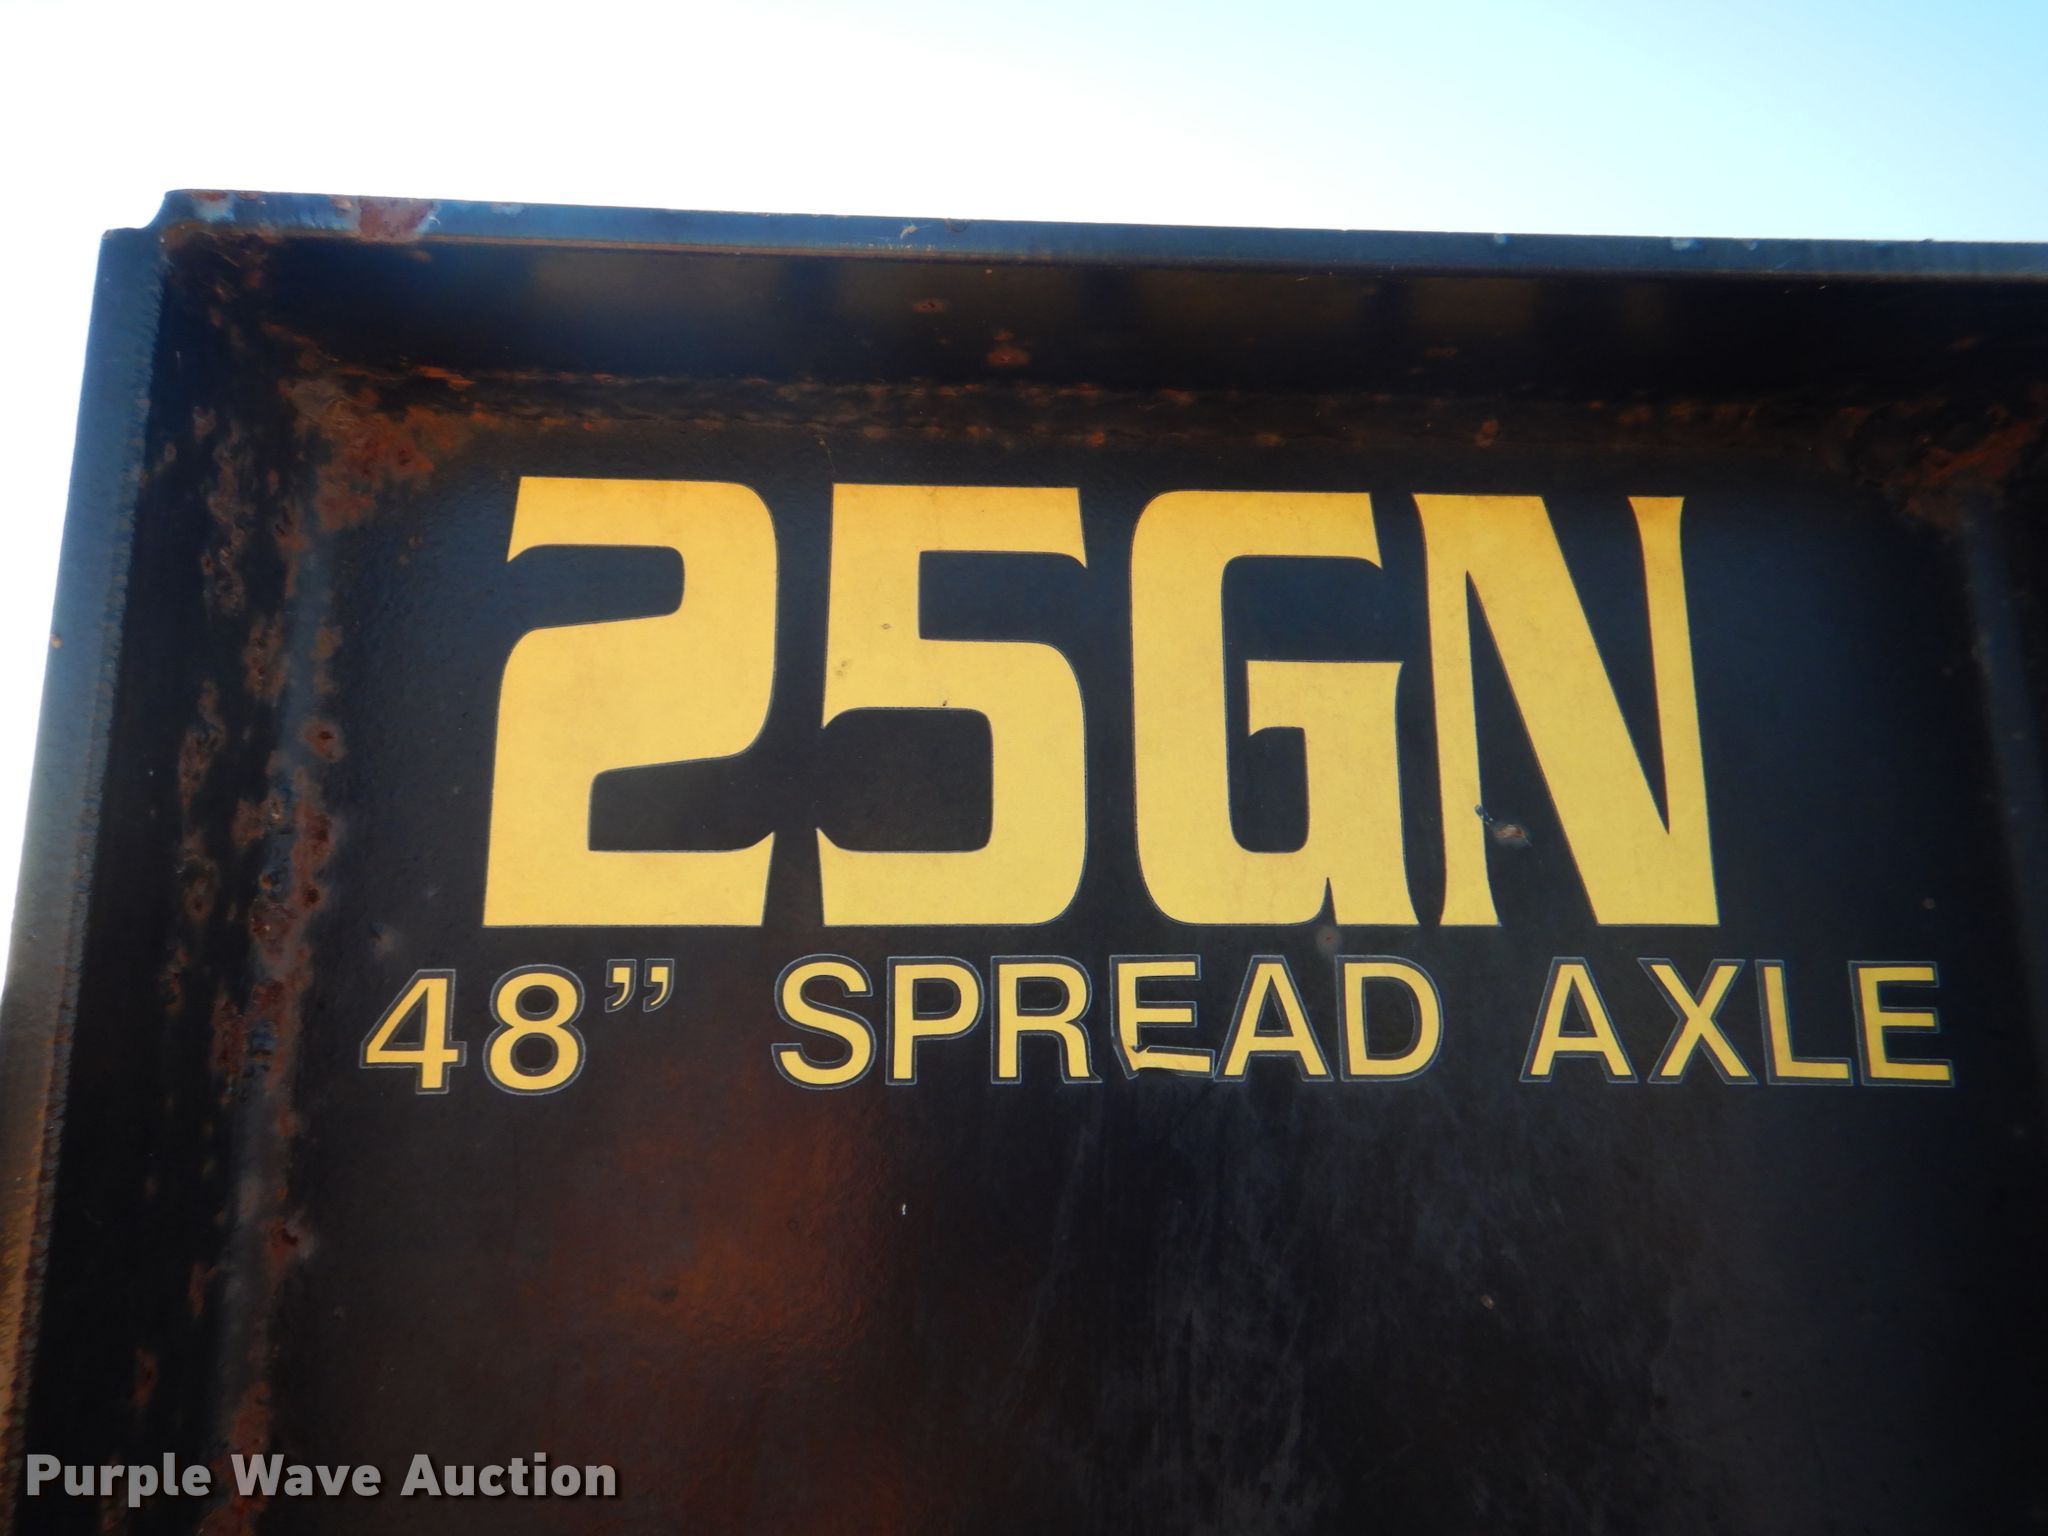 25GN
48” SPREAD AXLE
Purple Wave Auction